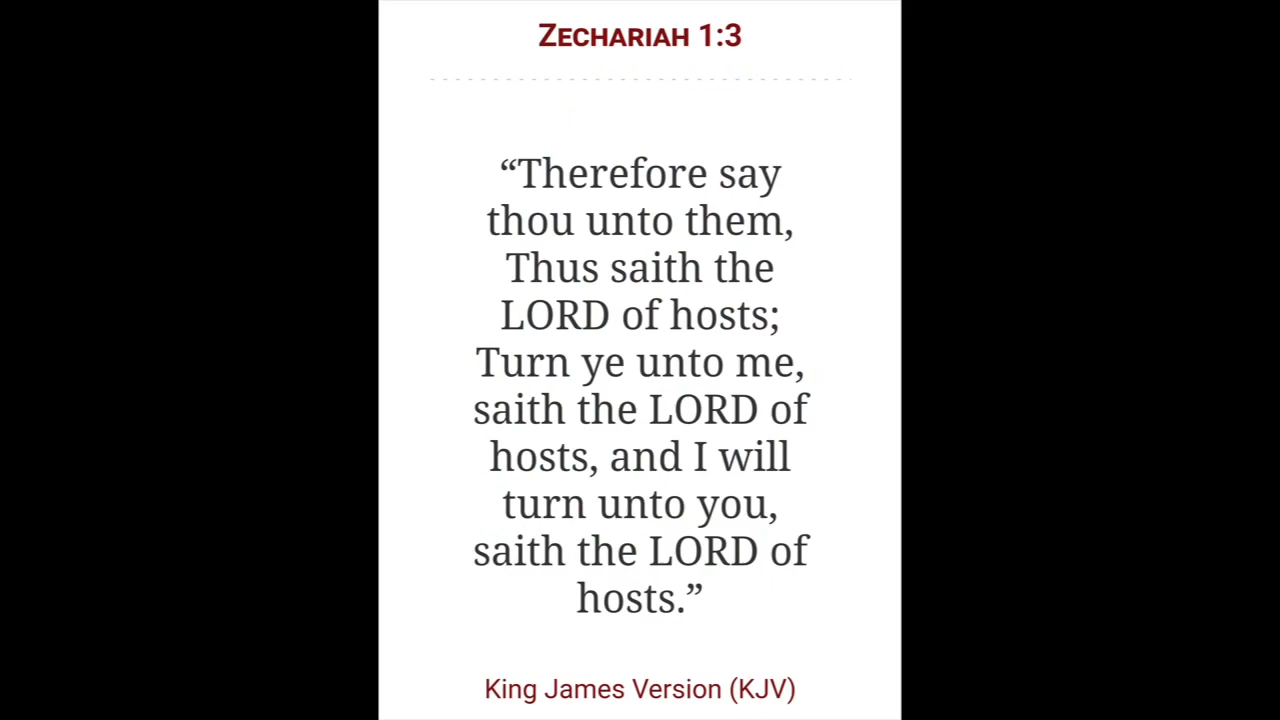 Zechariah 1:3
“Therefore say
thou unto them,
Thus saith the
LORD of hosts;
Turn ye unto me,
saith the LORD of
hosts, and I will
turn unto you,
saith the LORD of
hosts.”
King James Version (KJV)